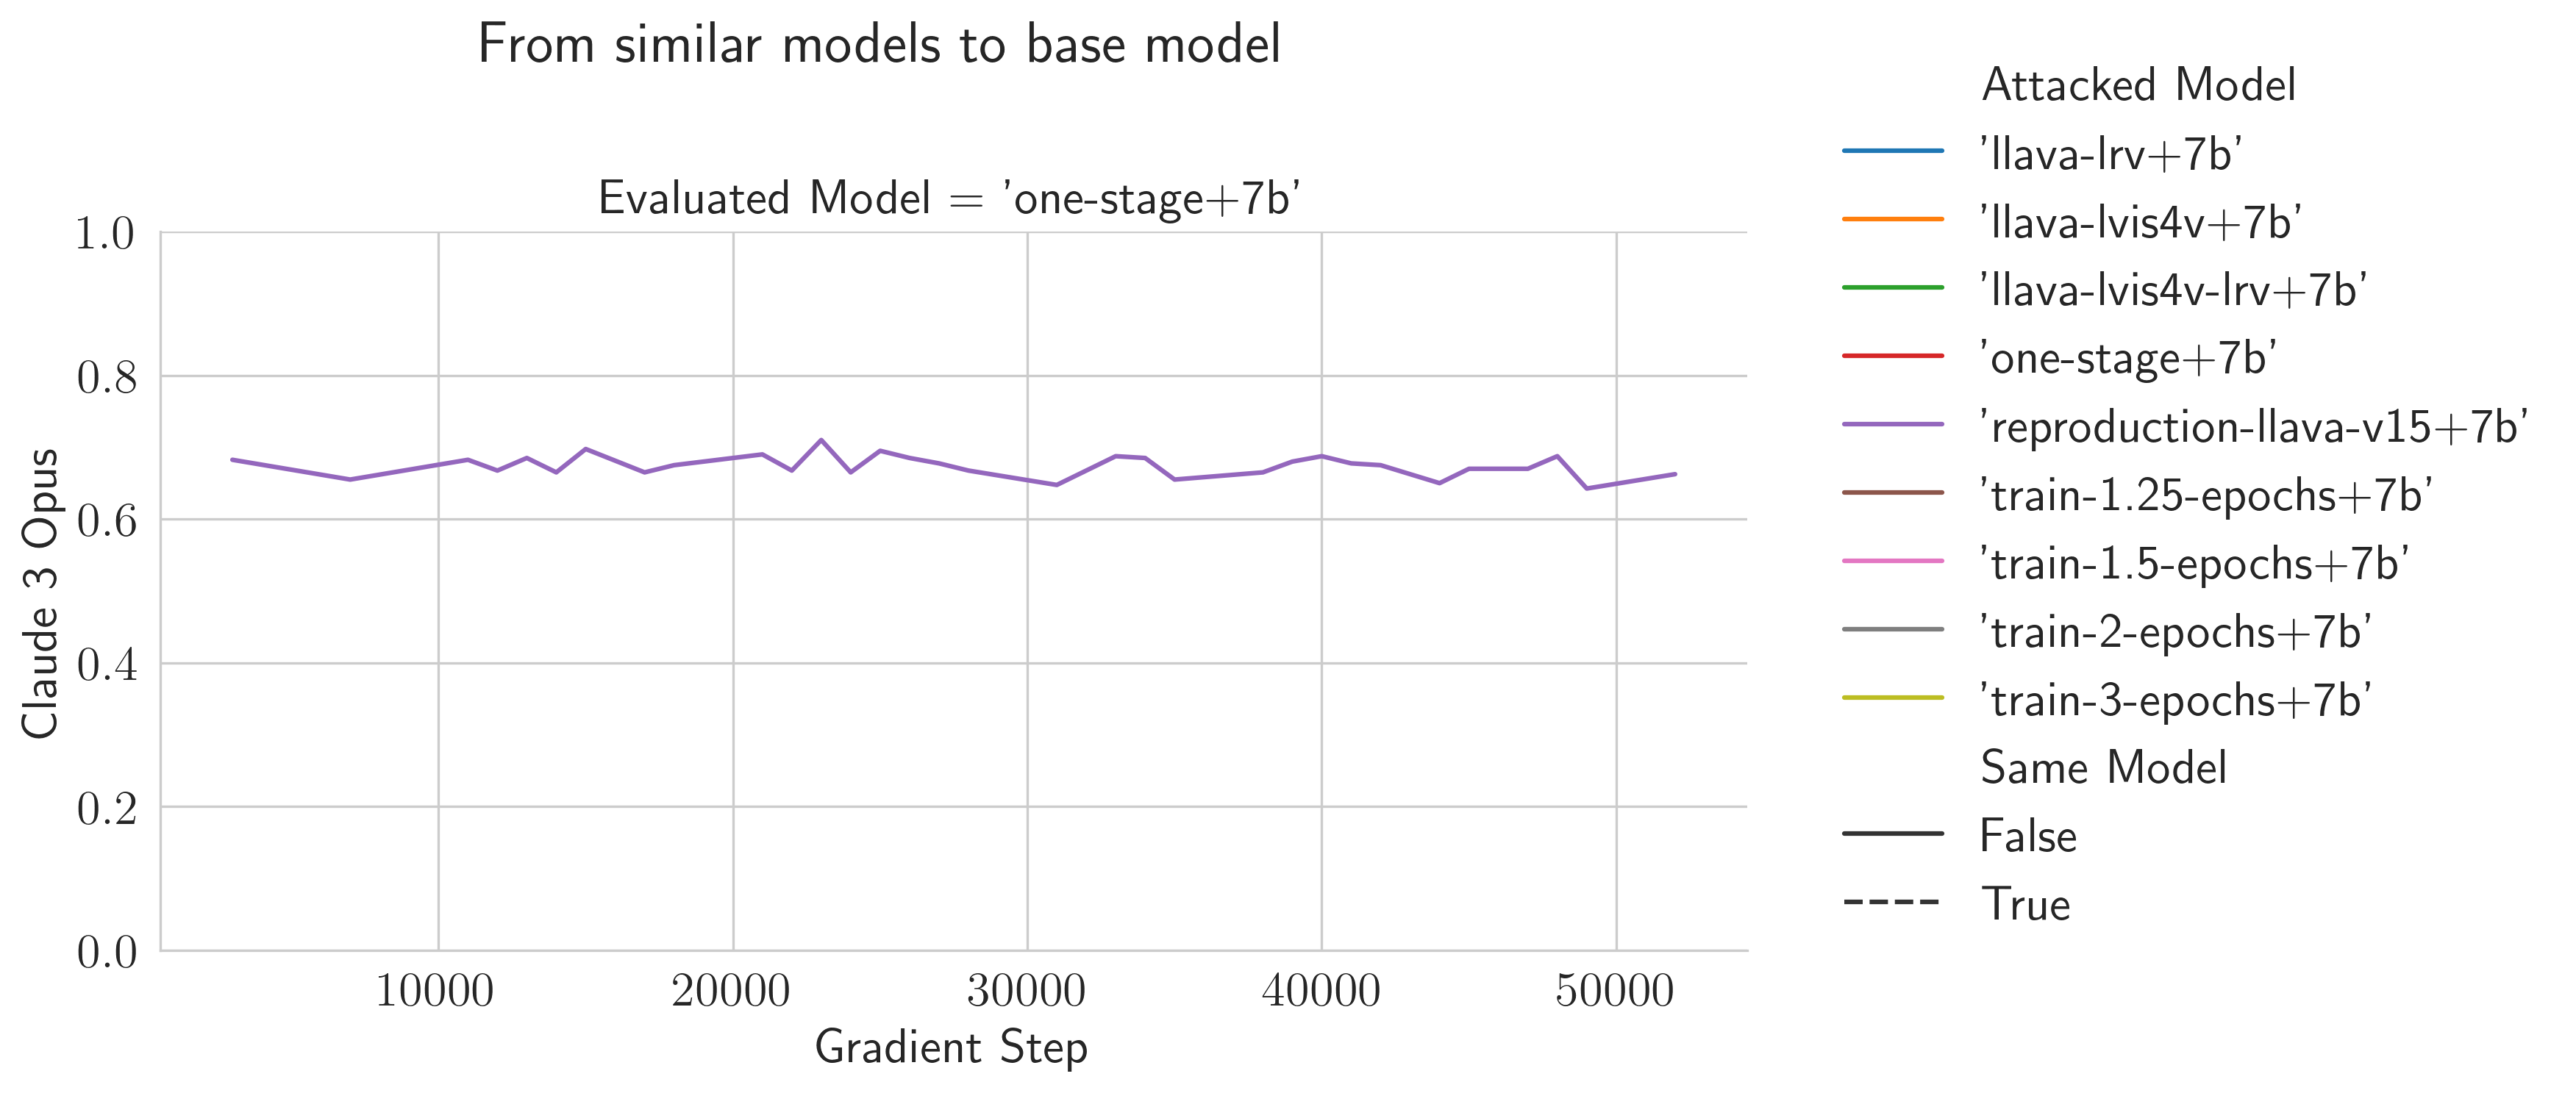 From similar models to base model
Evaluated Model = 'one-stage+7b'
1.0
0.8
0.6
0.4
0.2
0.0
Claude 3 Opus
10000 20000 30000 40000 50000
Gradient Step
Attacked Model
'llava-lrv+7b'
'llava-lvis4v+7b'
'llava-lvis4v-lrv+7b'
'one-stage+7b'
'reproduction-llava-v15+7b'
'train-1.25-epochs+7b'
'train-1.5-epochs+7b'
'train-2-epochs+7b'
'train-3-epochs+7b'
Same Model
False
True